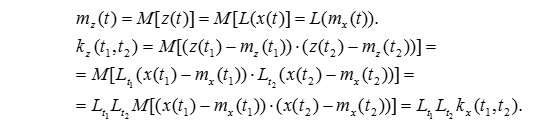 m_z(t) = M[z(t)] = M[L(x(t)] = L(m_x(t)).
k_z(t_1,t_2) = M[(z(t_1)−m_z(t_1))·(z(t_2)−m_z(t_2))] =
= M[L_{t_1}(x(t_1)−m_x(t_1))·L_{t_2}(x(t_2)−m_x(t_2))] =
= L_{t_1}L_{t_2}M[(x(t_1)−m_x(t_1))·(x(t_2)−m_x(t_2))] = L_{t_1}L_{t_2}k_x(t_1,t_2).